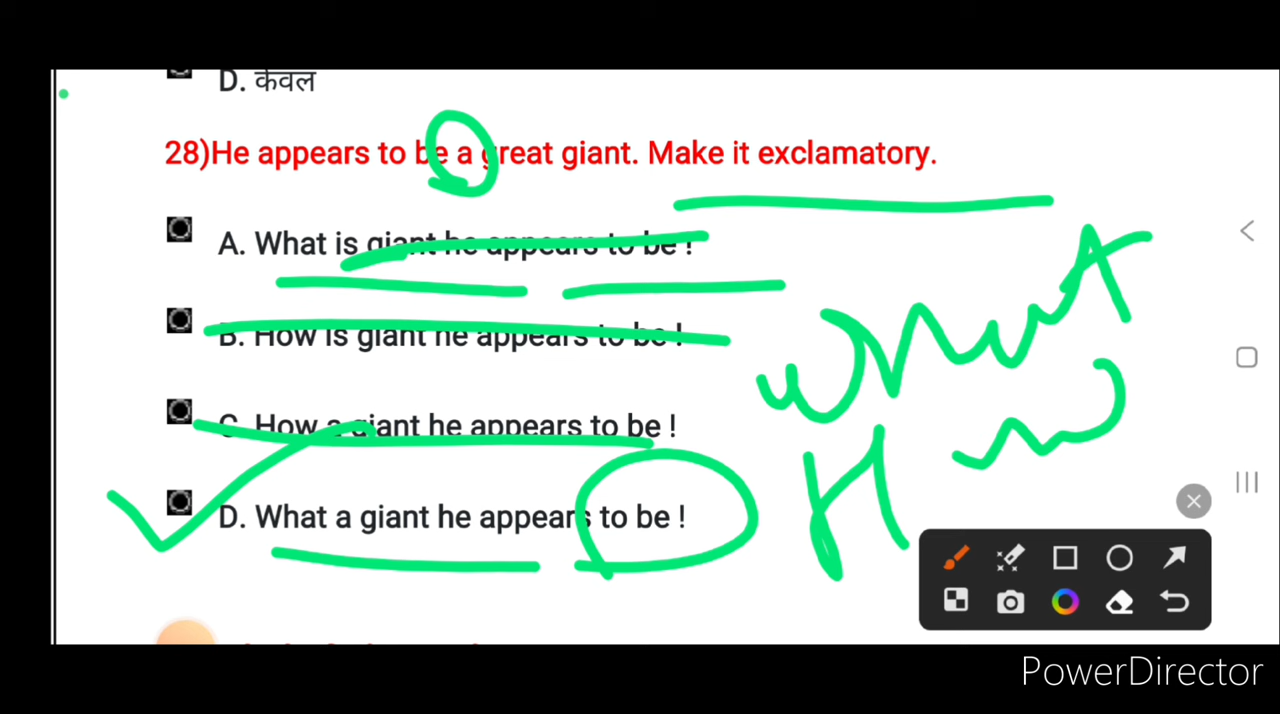 D. केवल
28)He appears to be a great giant. Make it exclamatory.
A. What is giant he appears to be !
B. How is giant he appears to be !
C. How a giant he appears to be !
D. What a giant he appears to be !
What
H
PowerDirector